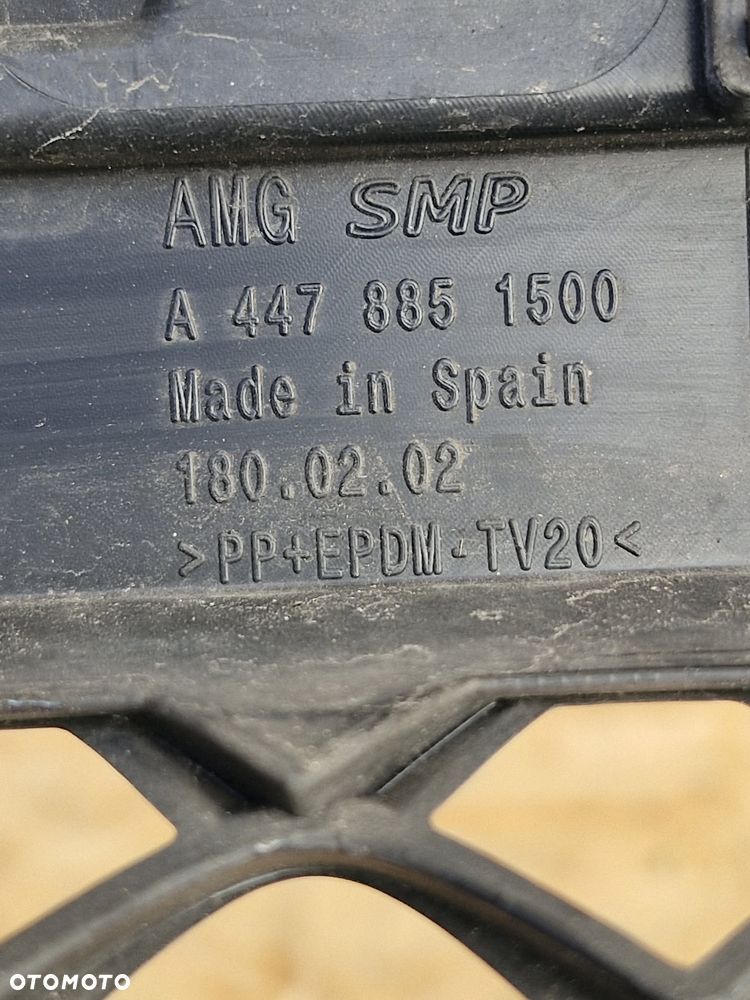 AMG SMP
A 447 885 1500
Made in Spain
180.02.02
>PP+EPDM-TV20<
OTOMOTO